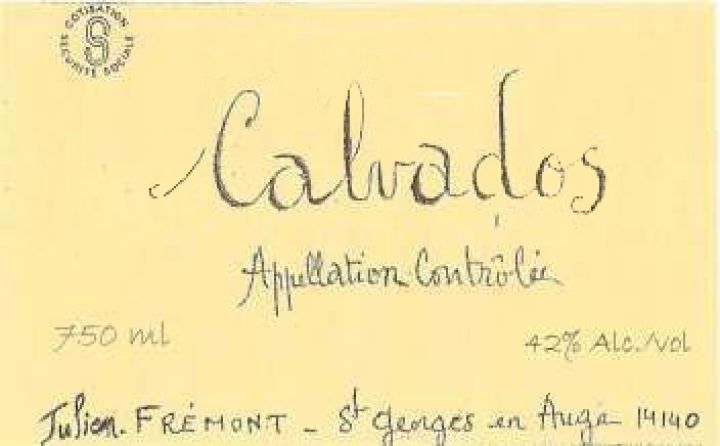 COTISATION SÉCURITÉ SOCIALE
Calvados
Appellation Contrôlée
750 ml
42% Alc./Vol
Julien FRÉMONT - St Georges en Auge 14140